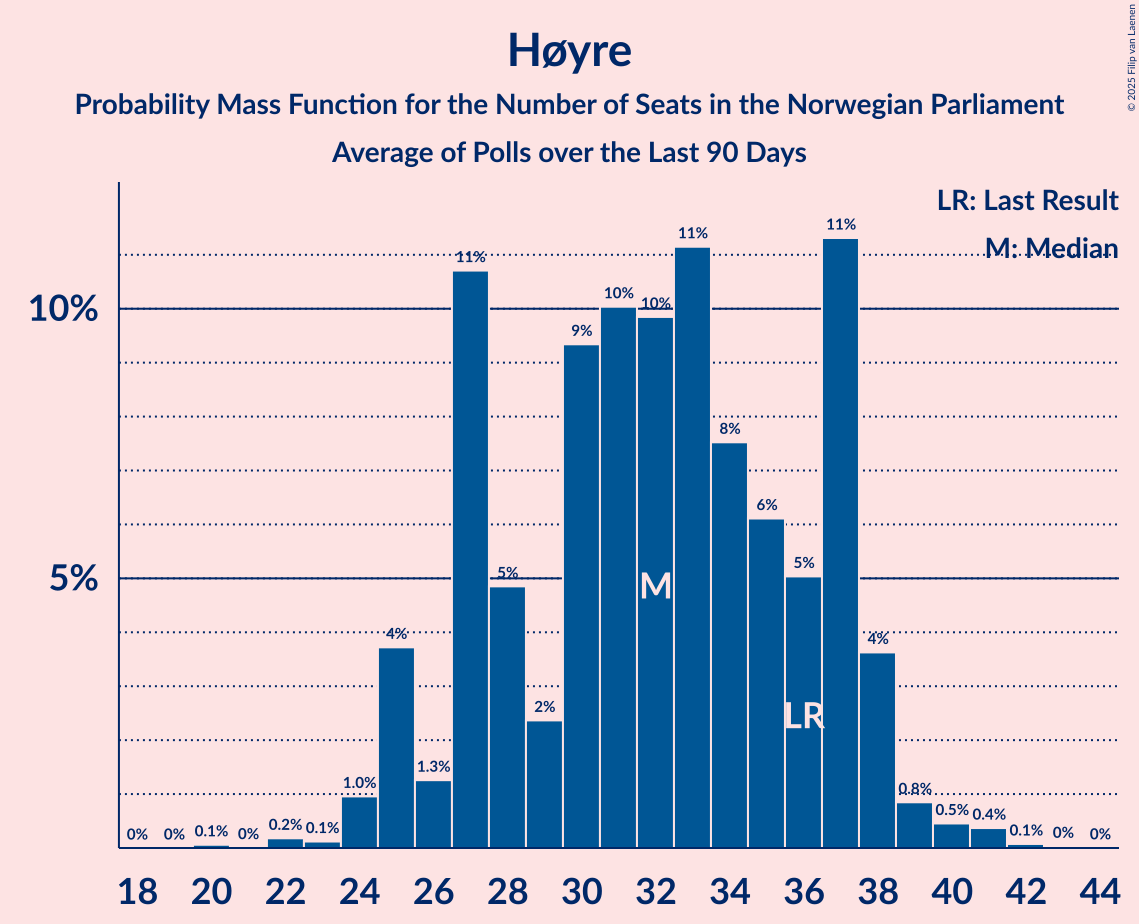 Høyre
Probability Mass Function for the Number of Seats in the Norwegian Parliament
Average of Polls over the Last 90 Days
© 2025 Filip van Laenen
LR: Last Result
M: Median
10%
5%
0% 0% 0.1% 0% 0.2% 0.1% 1.0% 4% 1.3% 11% 5% 2% 9% 10% 10% 11% 8% 6% 5% 11% 4% 0.8% 0.5% 0.4% 0.1% 0% 0%
M
LR
18 20 22 24 26 28 30 32 34 36 38 40 42 44